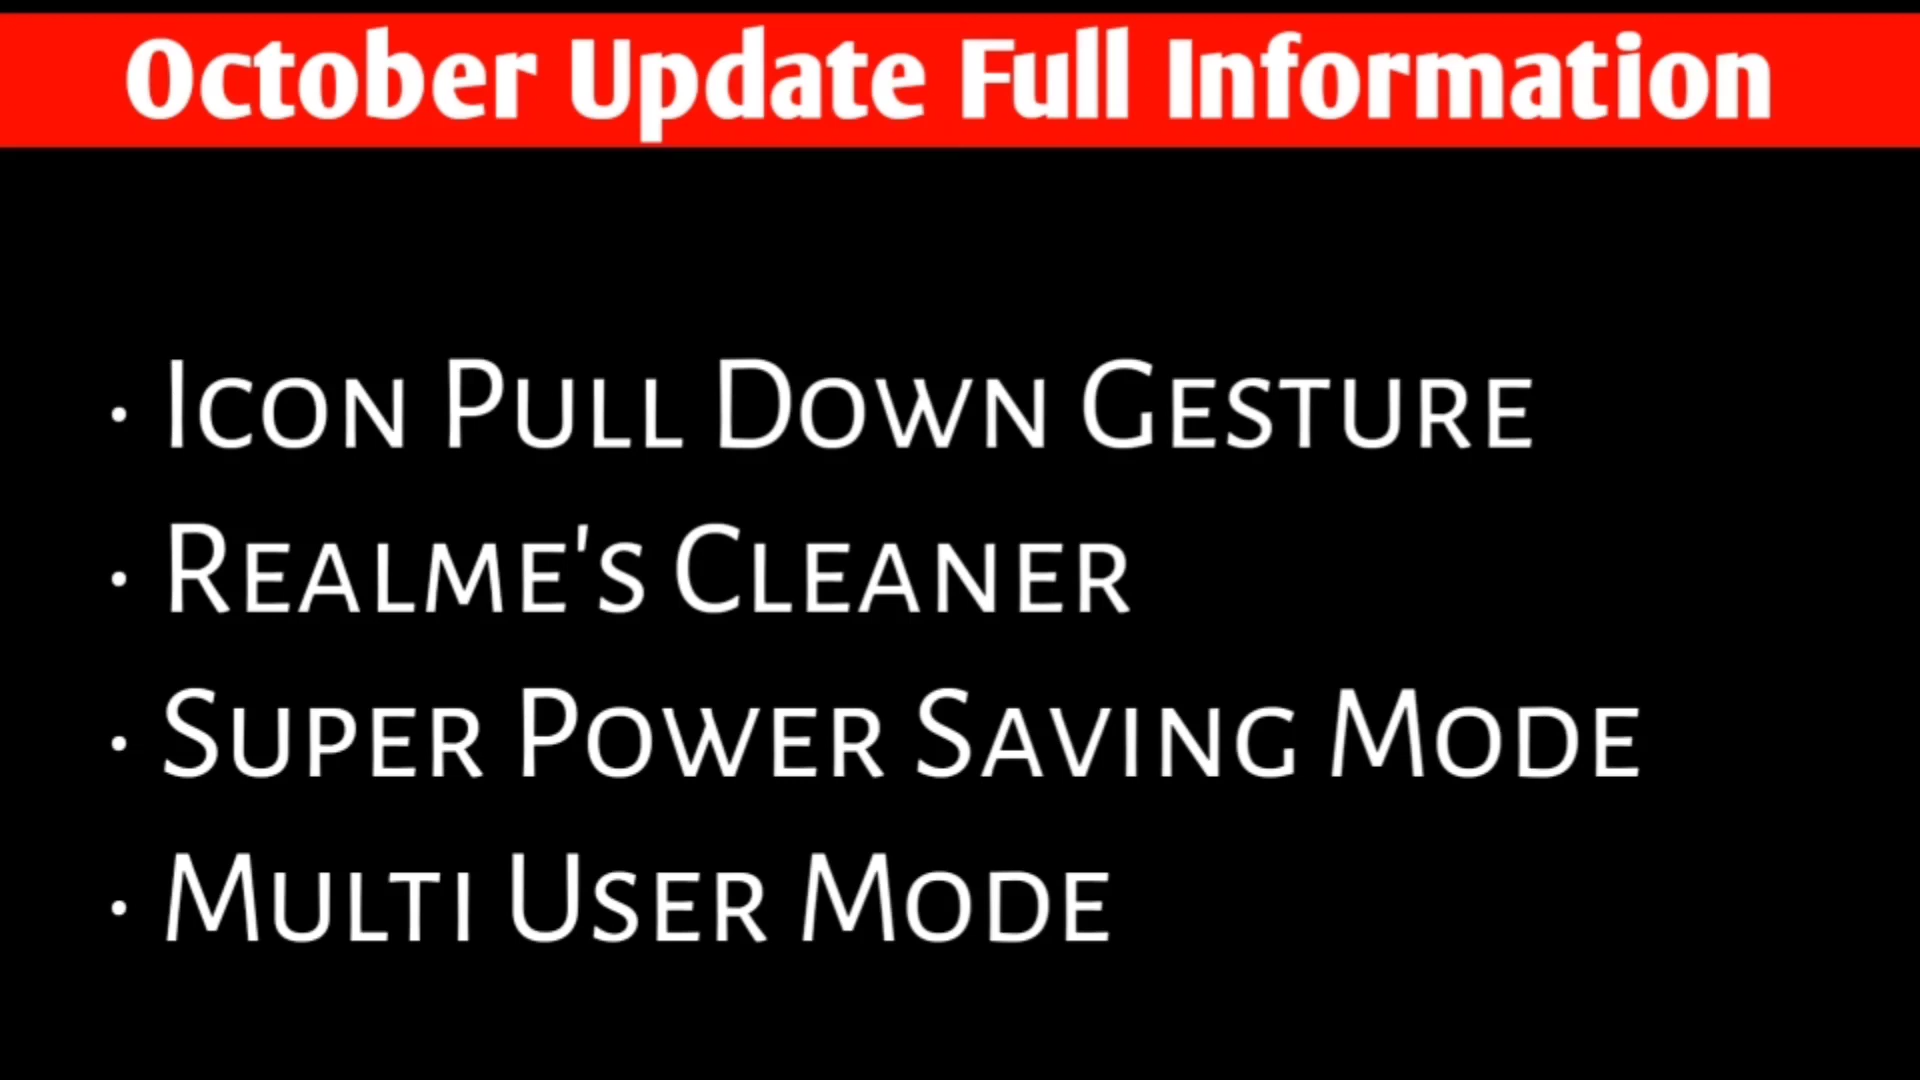 October Update Full Information
· Icon Pull Down Gesture
· Realme's Cleaner
· Super Power Saving Mode
· Multi User Mode